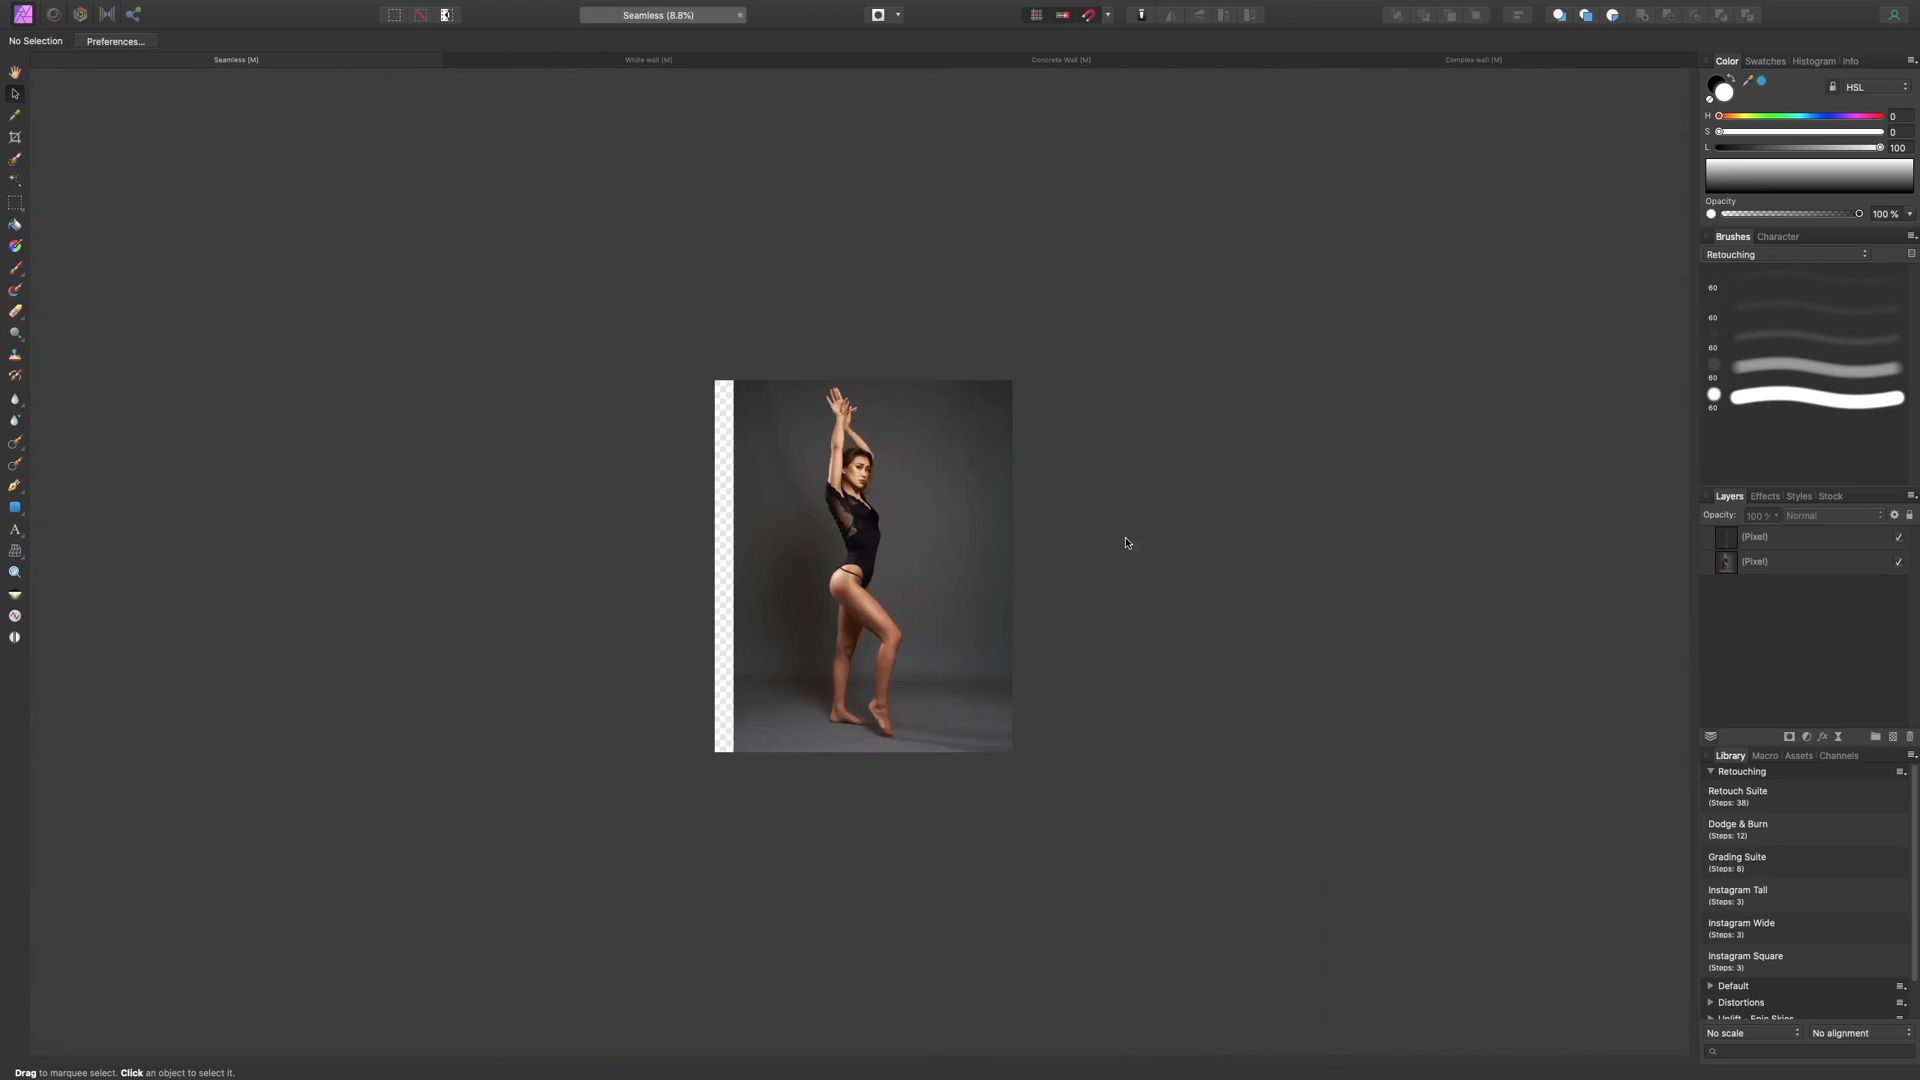 Seamless (8.8%)
No Selection
Preferences...
Seamless [M]
White wall [M]
Concrete Wall [M]
Complex wall [M]
Color
Swatches
Histogram
Info
HSL
H
0
S
0
L
100
Opacity
100 %
Brushes
Character
Retouching
60
60
60
60
60
Layers
Effects
Styles
Stock
Opacity:
100 %
Normal
(Pixel)
(Pixel)
Library
Macro
Assets
Channels
Retouching
Retouch Suite
(Steps: 38)
Dodge & Burn
(Steps: 12)
Grading Suite
(Steps: 8)
Instagram Tall
(Steps: 3)
Instagram Wide
(Steps: 3)
Instagram Square
(Steps: 3)
Default
Distortions
Uplift - Epic Skies
No scale
No alignment
Drag to marquee select. Click an object to select it.